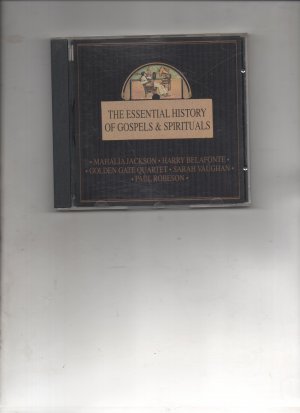 THE ESSENTIAL HISTORY
OF GOSPELS & SPIRITUALS
• MAHALIA JACKSON • HARRY BELAFONTE •
• GOLDEN GATE QUARTET • SARAH VAUGHAN •
• PAUL ROBESON •